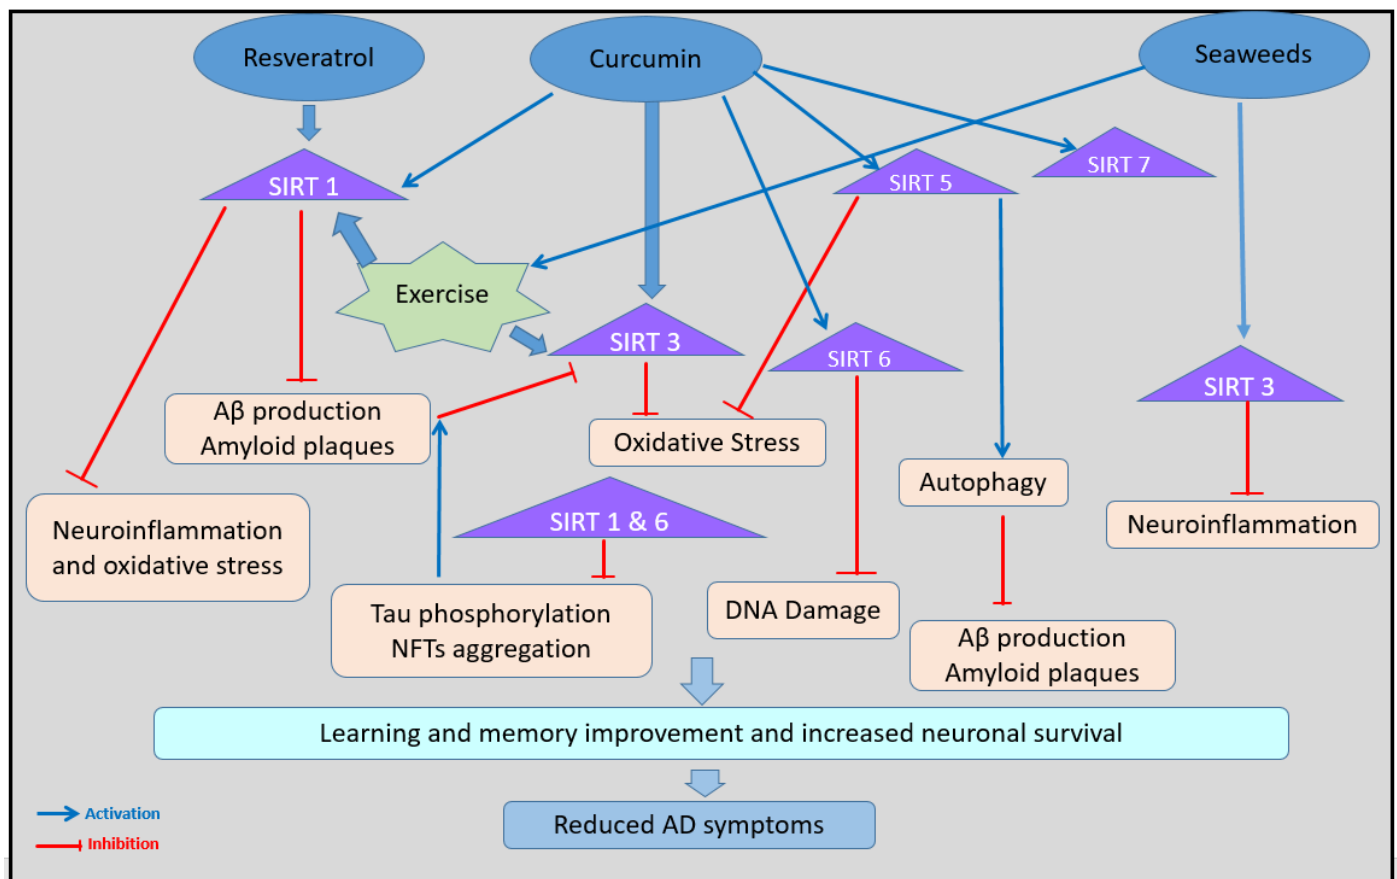 Resveratrol
Curcumin
Seaweeds
SIRT 1
SIRT 5
SIRT 7
Exercise
SIRT 3
SIRT 6
SIRT 3
Aβ production
Amyloid plaques
Oxidative Stress
Autophagy
Neuroinflammation
and oxidative stress
SIRT 1 & 6
Neuroinflammation
Tau phosphorylation
NFTs aggregation
DNA Damage
Aβ production
Amyloid plaques
Learning and memory improvement and increased neuronal survival
Reduced AD symptoms
Activation
Inhibition